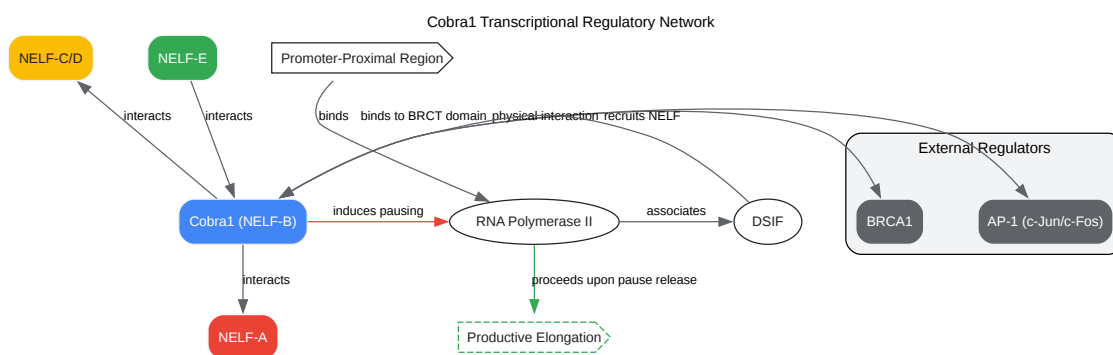 Cobra1 Transcriptional Regulatory Network
NELF-C/D
NELF-E
Promoter-Proximal Region
interacts
interacts
binds
binds to BRCT domain
physical interaction
recruits NELF
External Regulators
Cobra1 (NELF-B)
induces pausing
RNA Polymerase II
associates
DSIF
BRCA1
AP-1 (c-Jun/c-Fos)
interacts
proceeds upon pause release
NELF-A
Productive Elongation